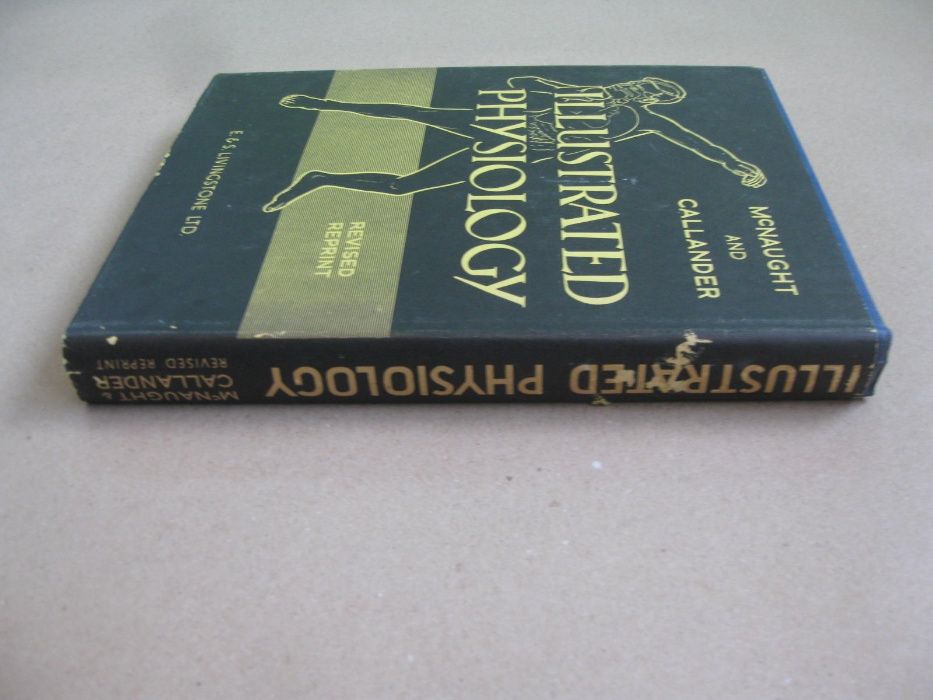 McNAUGHT
AND
CALLANDER
ILLUSTRATED
PHYSIOLOGY
REVISED
REPRINT
E. & S. LIVINGSTONE LTD.
ILLUSTRATED PHYSIOLOGY
McNAUGHT &
CALLANDER
REVISED REPRINT